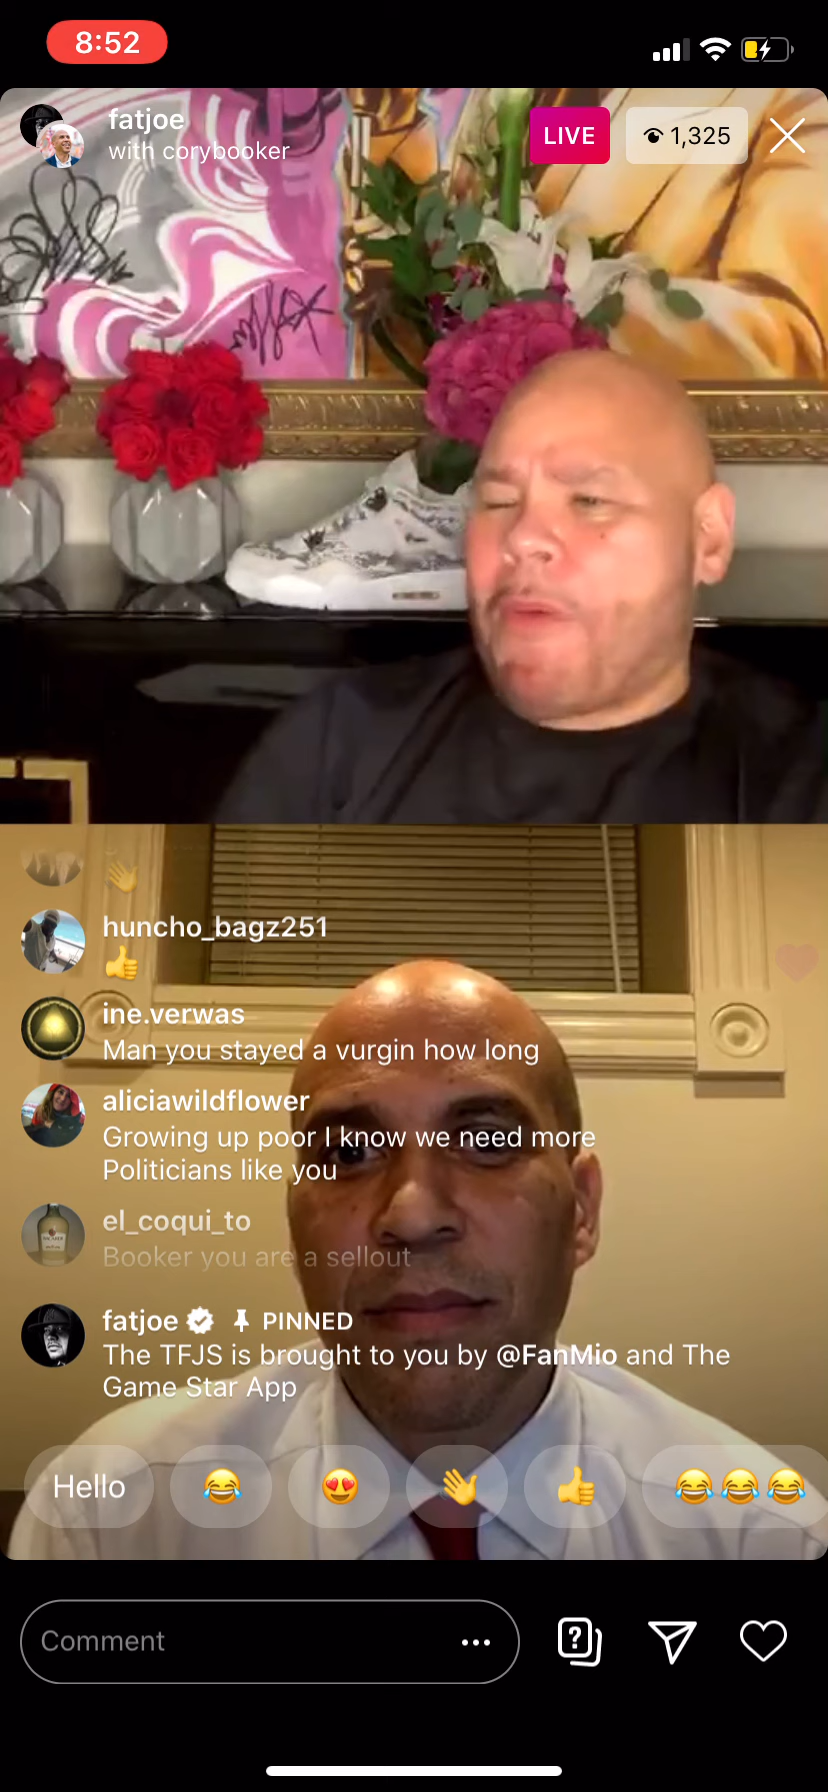 8:52
fatjoe
with corybooker
LIVE
1,325
huncho_bagz251
ine.verwas
Man you stayed a vurgin how long
aliciawildflower
Growing up poor I know we need more
Politicians like you
el_coqui_to
Booker you are a sellout
fatjoe PINNED
The TFJS is brought to you by @FanMio and The
Game Star App
Hello
Comment